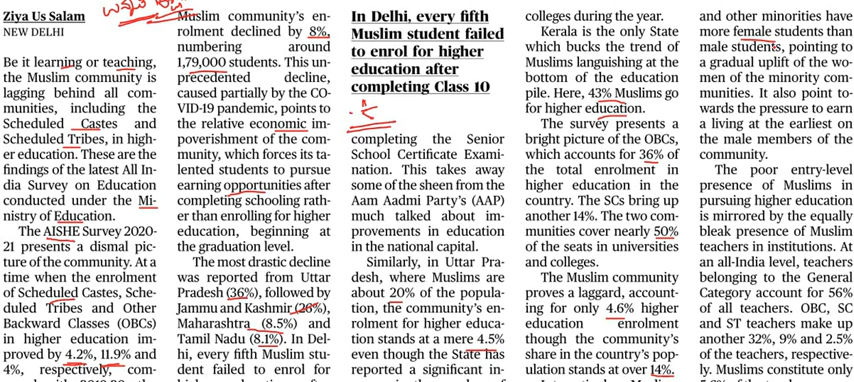 Ziya Us Salam
NEW DELHI
Be it learning or teaching,
the Muslim community is
lagging behind all com-
munities, including the
Scheduled Castes and
Scheduled Tribes, in high-
er education. These are the
findings of the latest All In-
dia Survey on Education
conducted under the Mi-
nistry of Education.
The AISHE Survey 2020-
21 presents a dismal pic-
ture of the community. At a
time when the enrolment
of Scheduled Castes, Sche-
duled Tribes and Other
Backward Classes (OBCs)
in higher education im-
proved by 4.2%, 11.9% and
4%, respectively, com-
Muslim community's en-
rolment declined by 8%,
numbering around
1,79,000 students. This un-
precedented decline,
caused partially by the CO-
VID-19 pandemic, points to
the relative economic im-
poverishment of the com-
munity, which forces its ta-
lented students to pursue
earning opportunities after
completing schooling rath-
er than enrolling for higher
education, beginning at
the graduation level.
The most drastic decline
was reported from Uttar
Pradesh (36%), followed by
Jammu and Kashmir (26%),
Maharashtra (8.5%) and
Tamil Nadu (8.1%). In Del-
hi, every fifth Muslim stu-
dent failed to enrol for
In Delhi, every fifth
Muslim student failed
to enrol for higher
education after
completing Class 10
completing the Senior
School Certificate Exami-
nation. This takes away
some of the sheen from the
Aam Aadmi Party's (AAP)
much talked about im-
provements in education
in the national capital.
Similarly, in Uttar Pra-
desh, where Muslims are
about 20% of the popula-
tion, the community's en-
rolment for higher educa-
tion stands at a mere 4.5%
even though the State has
reported a significant in-
colleges during the year.
Kerala is the only State
which bucks the trend of
Muslims languishing at the
bottom of the education
pile. Here, 43% Muslims go
for higher education.
The survey presents a
bright picture of the OBCs,
which accounts for 36% of
the total enrolment in
higher education in the
country. The SCs bring up
another 14%. The two com-
munities cover nearly 50%
of the seats in universities
and colleges.
The Muslim community
proves a laggard, account-
ing for only 4.6% higher
education enrolment
though the community's
share in the country's pop-
ulation stands at over 14%.
and other minorities have
more female students than
male students, pointing to
a gradual uplift of the wo-
men of the minority com-
munities. It also point to-
wards the pressure to earn
a living at the earliest on
the male members of the
community.
The poor entry-level
presence of Muslims in
pursuing higher education
is mirrored by the equally
bleak presence of Muslim
teachers in institutions. At
an all-India level, teachers
belonging to the General
Category account for 56%
of all teachers. OBC, SC
and ST teachers make up
another 32%, 9% and 2.5%
of the teachers, respective-
ly. Muslims constitute only